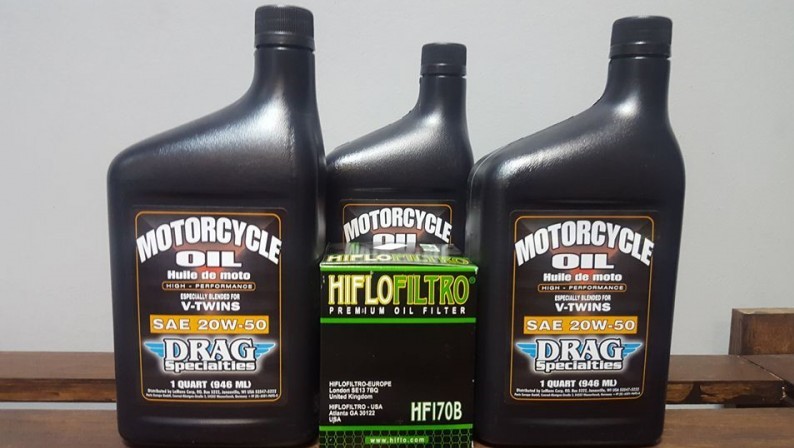 MOTORCYCLE
OIL
Huile de moto
HIGH - PERFORMANCE
ESPECIALLY BLENDED FOR
V-TWINS
SAE 20W-50
DRAG
Specialties
1 QUART (946 ML)
MOTORCYCLE
OIL
HIFLOFILTRO
HIFLOFILTRO®
PREMIUM OIL FILTER
HIFLOFILTRO-EUROPE
London SE13 7BQ
United Kingdom
HIFLOFILTRO - USA
Atlanta GA 30122
USA
HF170B
www.hiflo.com
MOTORCYCLE
OIL
Huile de moto
HIGH - PERFORMANCE
ESPECIALLY BLENDED FOR
V-TWINS
SAE 20W-50
DRAG
Specialties
1 QUART (946 ML)